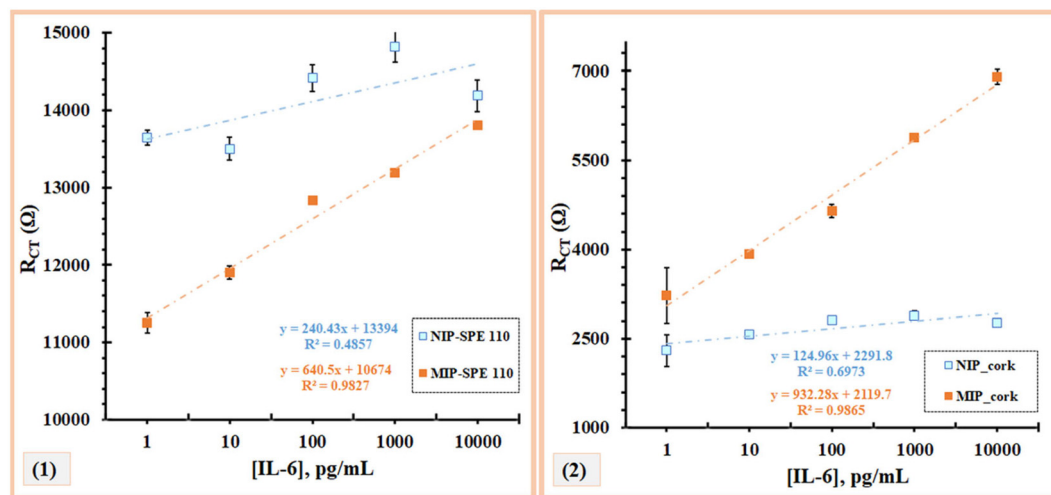 15000
14000
13000
12000
11000
10000
R_CT (Ω)
1 10 100 1000 10000
[IL-6], pg/mL
y = 240.43x + 13394
R² = 0.4857
y = 640.5x + 10674
R² = 0.9827
NIP-SPE 110
MIP-SPE 110
(1)
7000
5500
4000
2500
1000
R_CT (Ω)
1 10 100 1000 10000
[IL-6], pg/mL
y = 124.96x + 2291.8
R² = 0.6973
y = 932.28x + 2119.7
R² = 0.9865
NIP_cork
MIP_cork
(2)